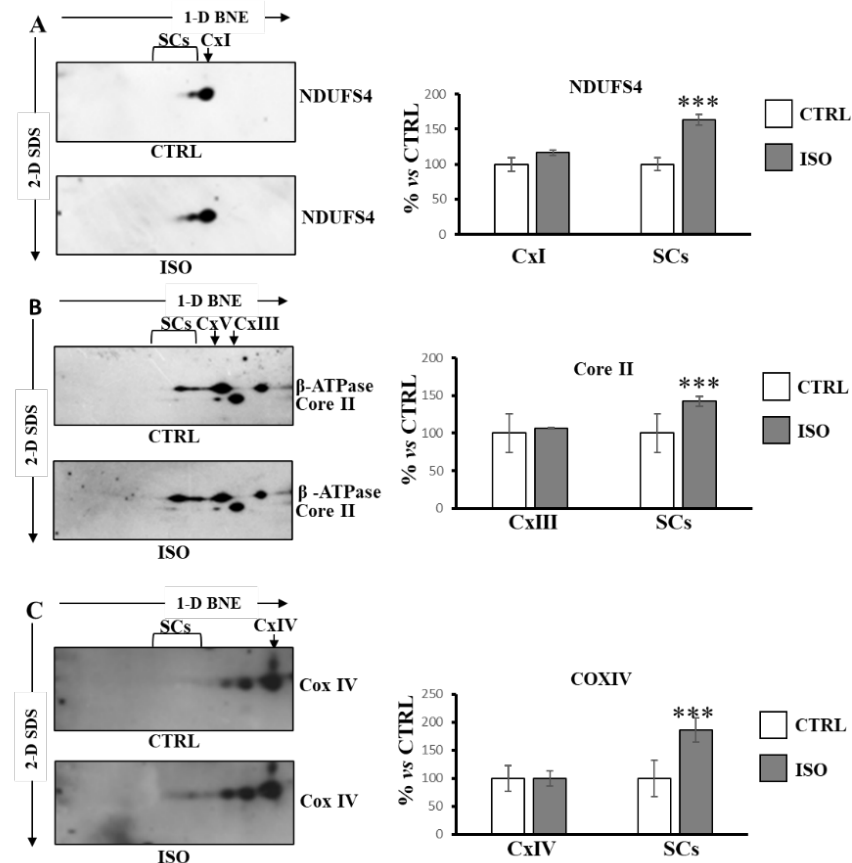 A
1-D BNE
SCs CxI
2-D SDS
NDUFS4
CTRL
NDUFS4
ISO
NDUFS4
% vs CTRL
200
150
100
50
0
***
CxI SCs
CTRL
ISO
B
1-D BNE
SCs CxV CxIII
2-D SDS
β-ATPase
Core II
CTRL
β -ATPase
Core II
ISO
Core II
% vs CTRL
200
150
100
50
0
***
CxIII SCs
CTRL
ISO
C
1-D BNE
SCs CxIV
2-D SDS
Cox IV
CTRL
Cox IV
ISO
COXIV
% vs CTRL
250
200
150
100
50
0
***
CxIV SCs
CTRL
ISO